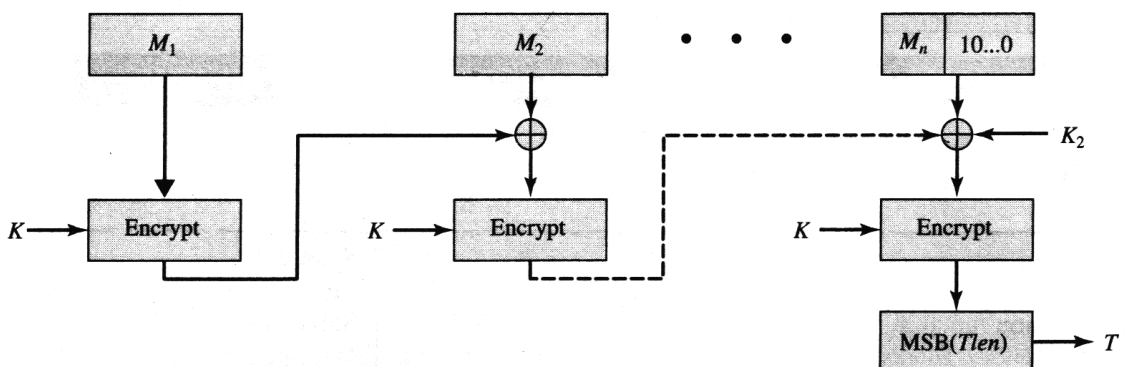 M₁
M₂
Mₙ 10...0
K₂
K Encrypt
K Encrypt
K Encrypt
MSB(Tlen) T